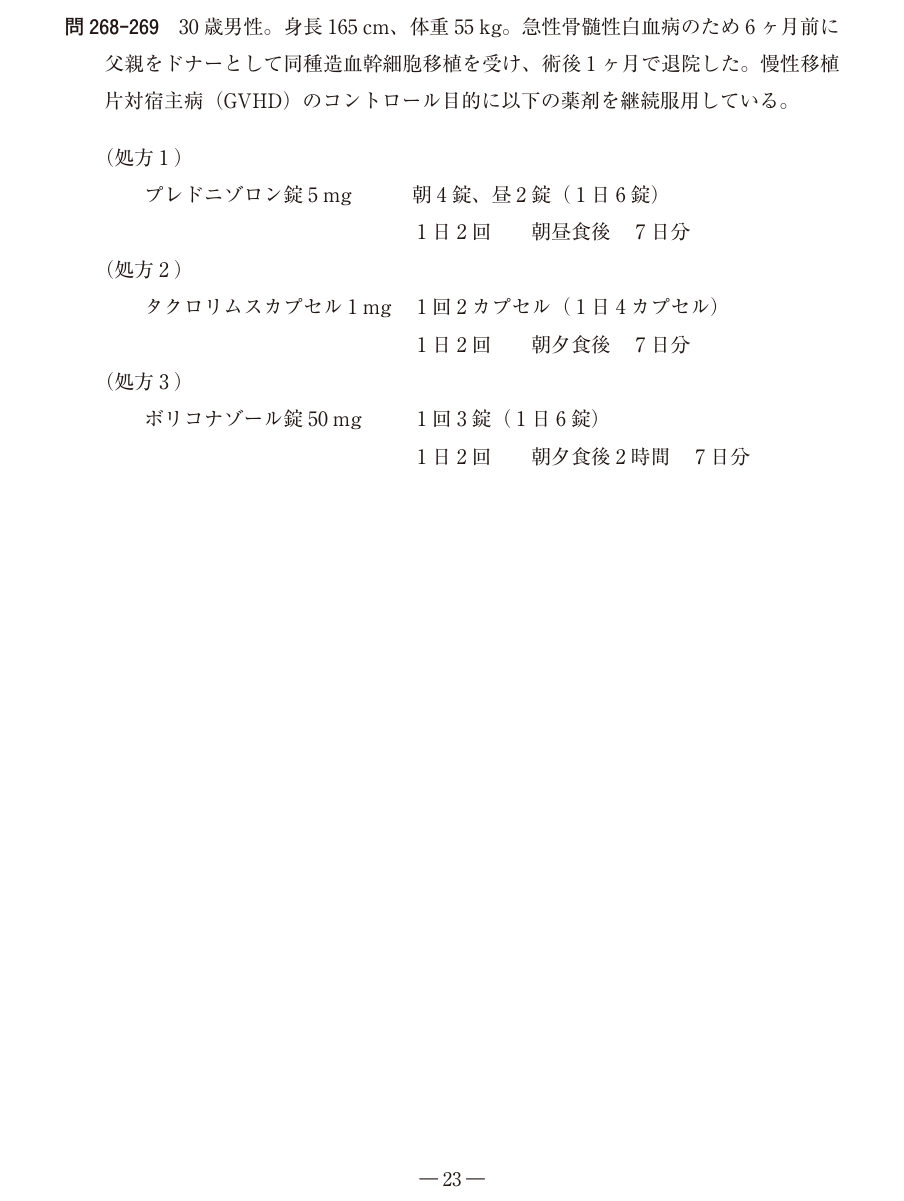 問 268-269　30 歳男性。身長 165 cm、体重 55 kg。急性骨髄性白血病のため 6 ヶ月前に
父親をドナーとして同種造血幹細胞移植を受け、術後 1 ヶ月で退院した。慢性移植
片対宿主病（GVHD）のコントロール目的に以下の薬剤を継続服用している。
（処方 1 ）
プレドニゾロン錠 5 mg　朝 4 錠、昼 2 錠（ 1 日 6 錠）
1 日 2 回　朝昼食後　7 日分
（処方 2 ）
タクロリムスカプセル 1 mg　1 回 2 カプセル（ 1 日 4 カプセル）
1 日 2 回　朝夕食後　7 日分
（処方 3 ）
ボリコナゾール錠 50 mg　1 回 3 錠（ 1 日 6 錠）
1 日 2 回　朝夕食後 2 時間　7 日分
― 23 ―